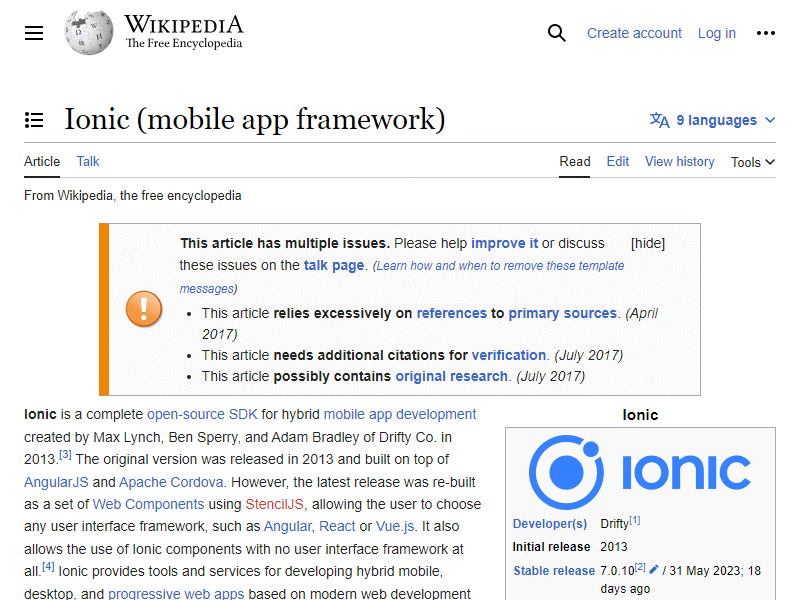 WIKIPEDIA
The Free Encyclopedia
Create account Log in
Ionic (mobile app framework)
9 languages
Article Talk Read Edit View history Tools
From Wikipedia, the free encyclopedia
This article has multiple issues. Please help improve it or discuss [hide]
these issues on the talk page. (Learn how and when to remove these template
messages)
• This article relies excessively on references to primary sources. (April
2017)
• This article needs additional citations for verification. (July 2017)
• This article possibly contains original research. (July 2017)
Ionic is a complete open-source SDK for hybrid mobile app development
created by Max Lynch, Ben Sperry, and Adam Bradley of Drifty Co. in
2013.[3] The original version was released in 2013 and built on top of
AngularJS and Apache Cordova. However, the latest release was re-built
as a set of Web Components using StencilJS, allowing the user to choose
any user interface framework, such as Angular, React or Vue.js. It also
allows the use of Ionic components with no user interface framework at
all.[4] Ionic provides tools and services for developing hybrid mobile,
desktop, and progressive web apps based on modern web development
Ionic
IONIC
Developer(s) Drifty[1]
Initial release 2013
Stable release 7.0.10[2] / 31 May 2023; 18
days ago